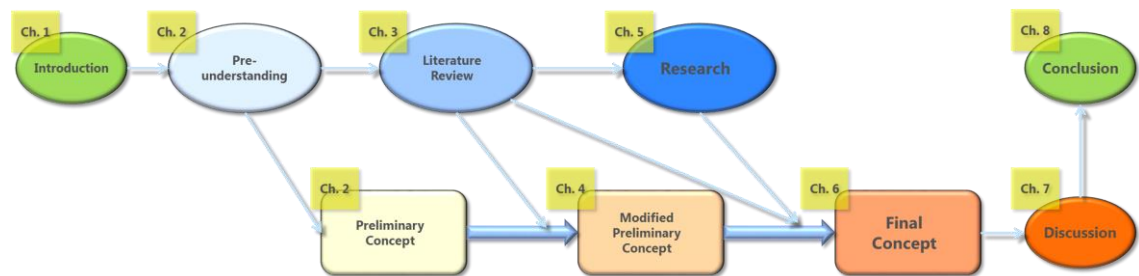 Ch. 1
Introduction
Ch. 2
Pre-
understanding
Ch. 3
Literature
Review
Ch. 5
Research
Ch. 8
Conclusion
Ch. 2
Preliminary
Concept
Ch. 4
Modified
Preliminary
Concept
Ch. 6
Final
Concept
Ch. 7
Discussion